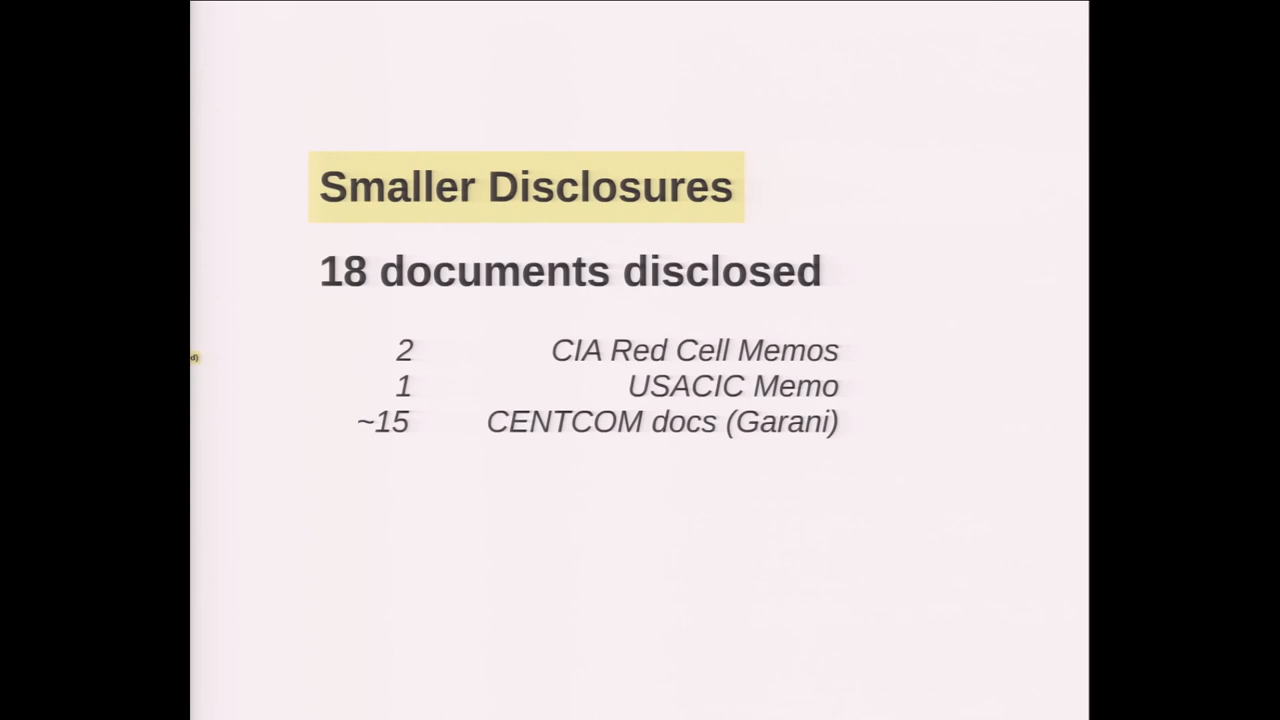 Smaller Disclosures
18 documents disclosed
2 CIA Red Cell Memos
1 USACIC Memo
~15 CENTCOM docs (Garani)